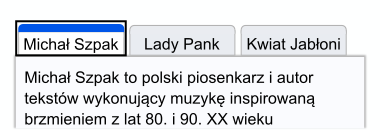 Michał Szpak Lady Pank Kwiat Jabłoni
Michał Szpak to polski piosenkarz i autor
tekstów wykonujący muzykę inspirowaną
brzmieniem z lat 80. i 90. XX wieku